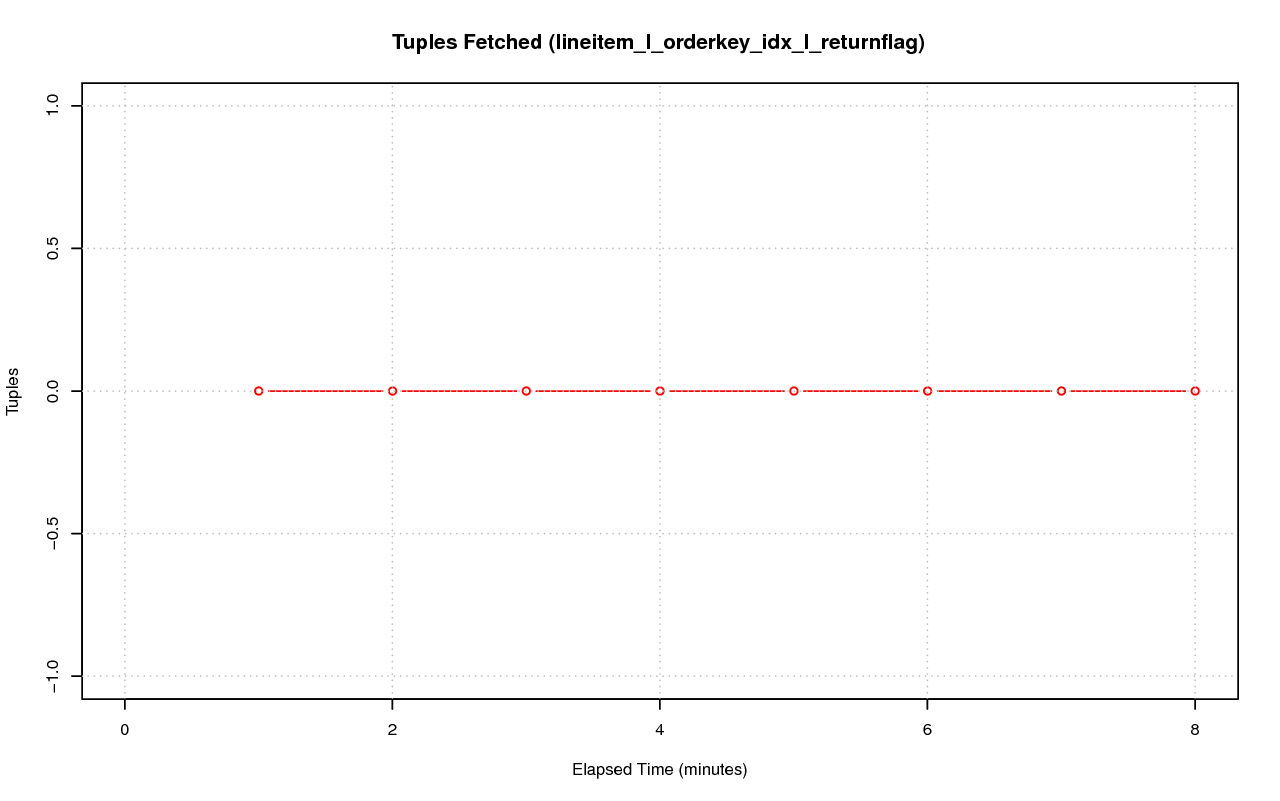 Tuples Fetched (lineitem_l_orderkey_idx_l_returnflag)
1.0
0.5
0.0
−0.5
−1.0
Tuples
0 2 4 6 8
Elapsed Time (minutes)